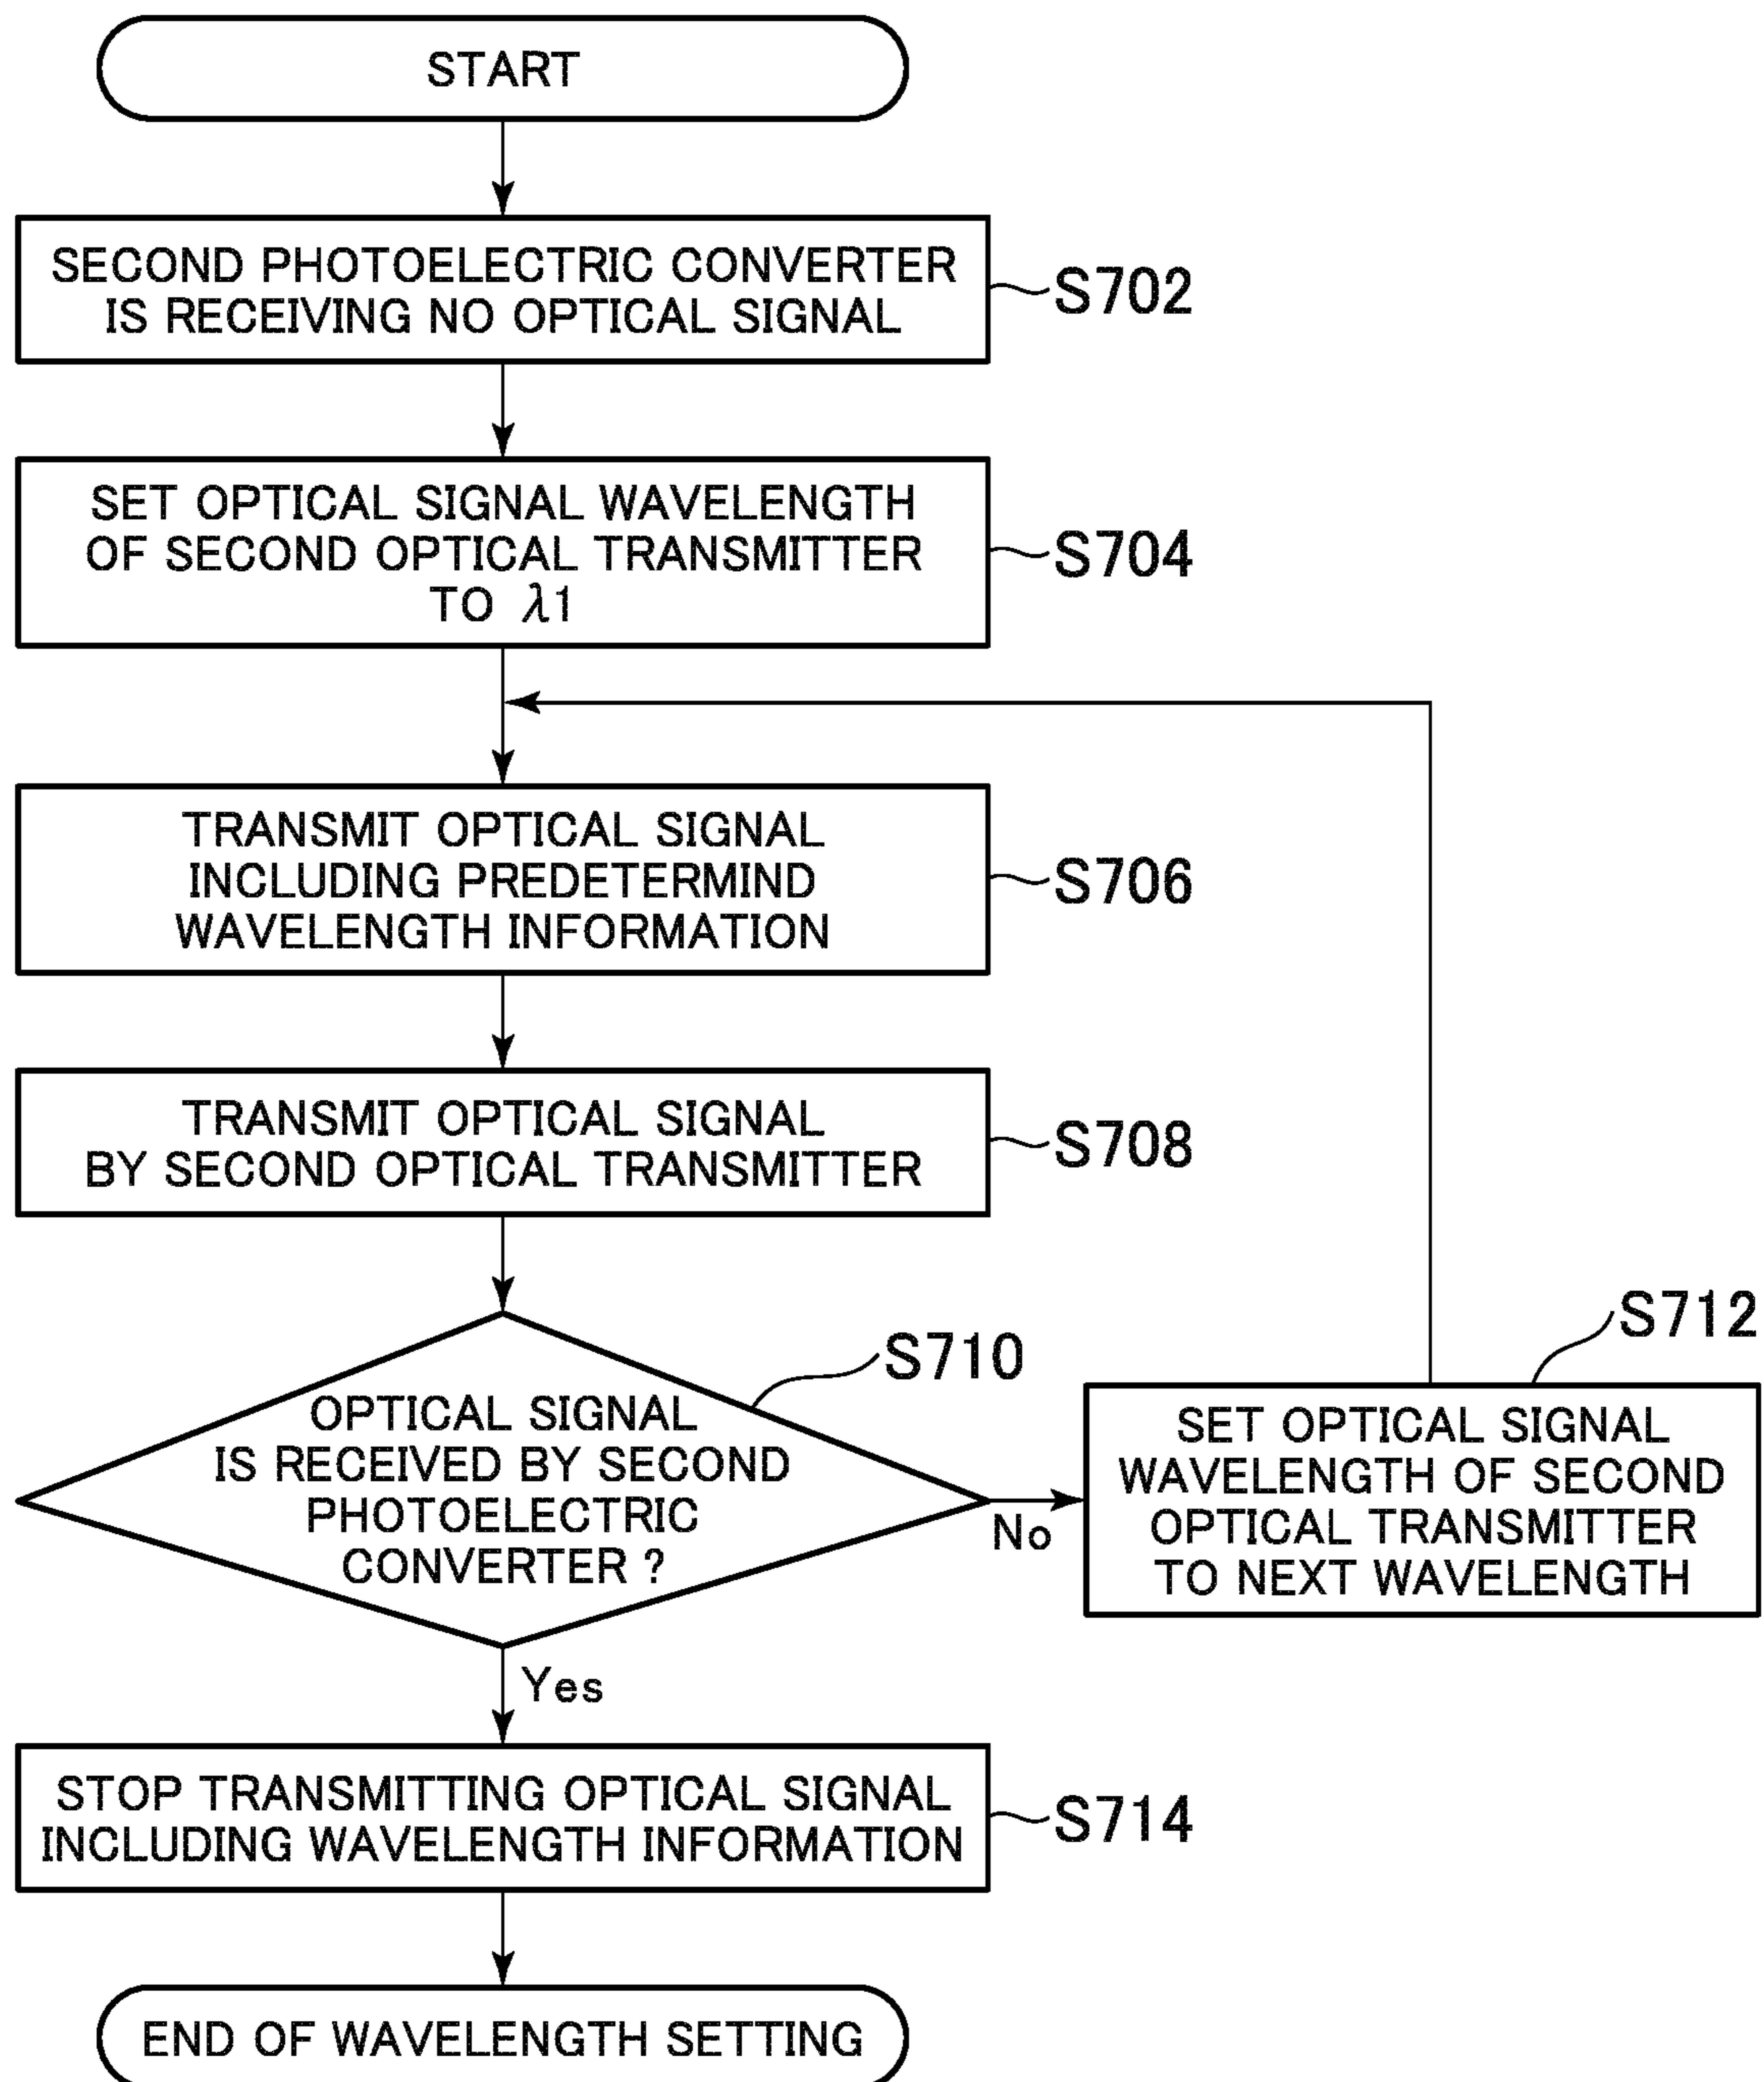 START
SECOND PHOTOELECTRIC CONVERTER
IS RECEIVING NO OPTICAL SIGNAL
S702
SET OPTICAL SIGNAL WAVELENGTH
OF SECOND OPTICAL TRANSMITTER
TO λ1
S704
TRANSMIT OPTICAL SIGNAL
INCLUDING PREDETERMIND
WAVELENGTH INFORMATION
S706
TRANSMIT OPTICAL SIGNAL
BY SECOND OPTICAL TRANSMITTER
S708
OPTICAL SIGNAL
IS RECEIVED BY SECOND
PHOTOELECTRIC
CONVERTER ?
S710
No
S712
SET OPTICAL SIGNAL
WAVELENGTH OF SECOND
OPTICAL TRANSMITTER
TO NEXT WAVELENGTH
Yes
STOP TRANSMITTING OPTICAL SIGNAL
INCLUDING WAVELENGTH INFORMATION
S714
END OF WAVELENGTH SETTING